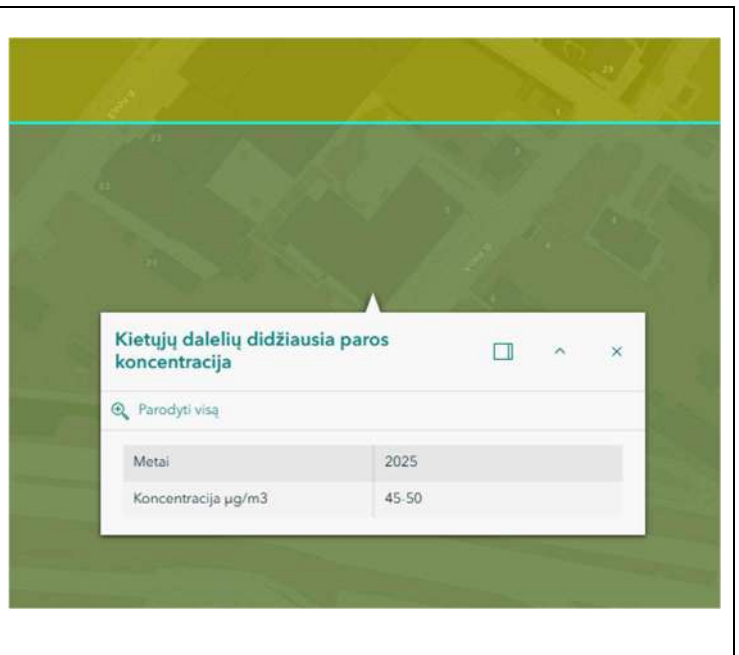 Kietųjų dalelių didžiausia paros
koncentracija
Parodyti visą
Metai 2025
Koncentracija µg/m3 45-50